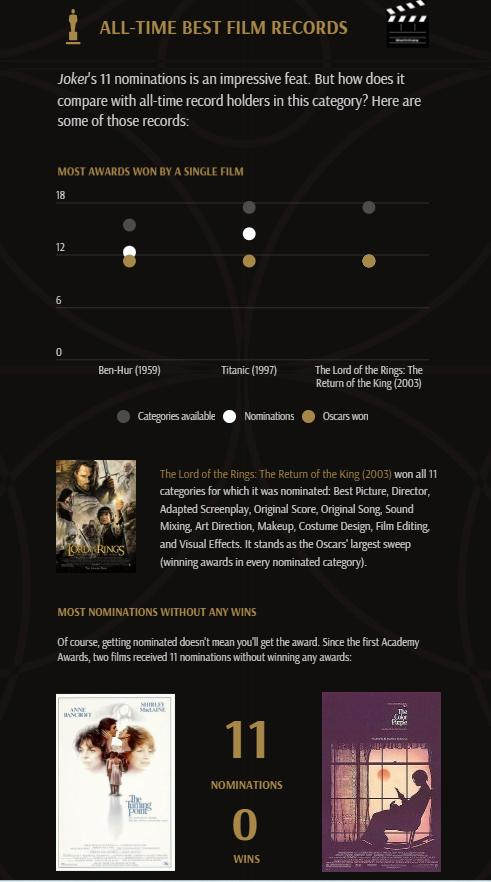 ALL-TIME BEST FILM RECORDS
Joker's 11 nominations is an impressive feat. But how does it
compare with all-time record holders in this category? Here are
some of those records:
MOST AWARDS WON BY A SINGLE FILM
18
12
6
0
Ben-Hur (1959)
Titanic (1997)
The Lord of the Rings: The
Return of the King (2003)
Categories available
Nominations
Oscars won
The Lord of the Rings: The Return of the King (2003) won all 11
categories for which it was nominated: Best Picture, Director,
Adapted Screenplay, Original Score, Original Song, Sound
Mixing, Art Direction, Makeup, Costume Design, Film Editing,
and Visual Effects. It stands as the Oscars' largest sweep
(winning awards in every nominated category).
LORD OF THE RINGS
MOST NOMINATIONS WITHOUT ANY WINS
Of course, getting nominated doesn't mean you'll get the award. Since the first Academy
Awards, two films received 11 nominations without winning any awards:
ANNE
BANCROFT
SHIRLEY
MacLAINE
The
Turning
Point
11
NOMINATIONS
0
WINS
The
Color
Purple